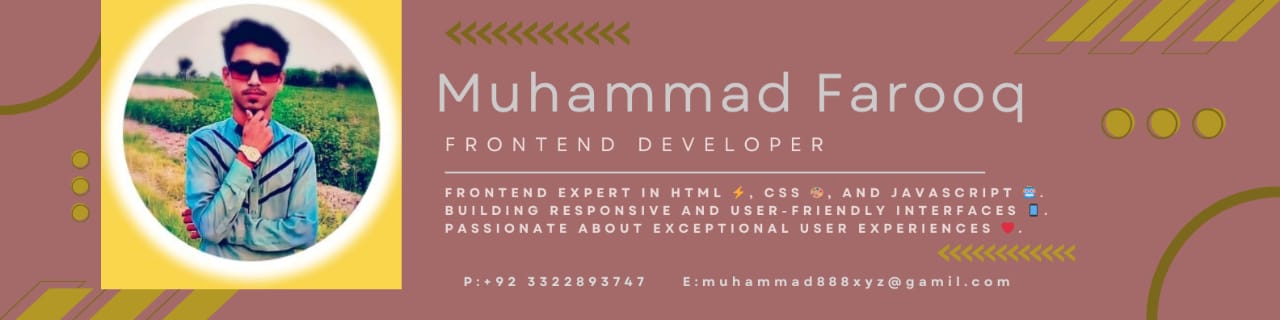 Muhammad Farooq
FRONTEND DEVELOPER
FRONTEND EXPERT IN HTML ⚡, CSS 🎨, AND JAVASCRIPT 🤖.
BUILDING RESPONSIVE AND USER-FRIENDLY INTERFACES 📱.
PASSIONATE ABOUT EXCEPTIONAL USER EXPERIENCES ❤️.
P:+92 3322893747 E:muhammad888xyz@gamil.com